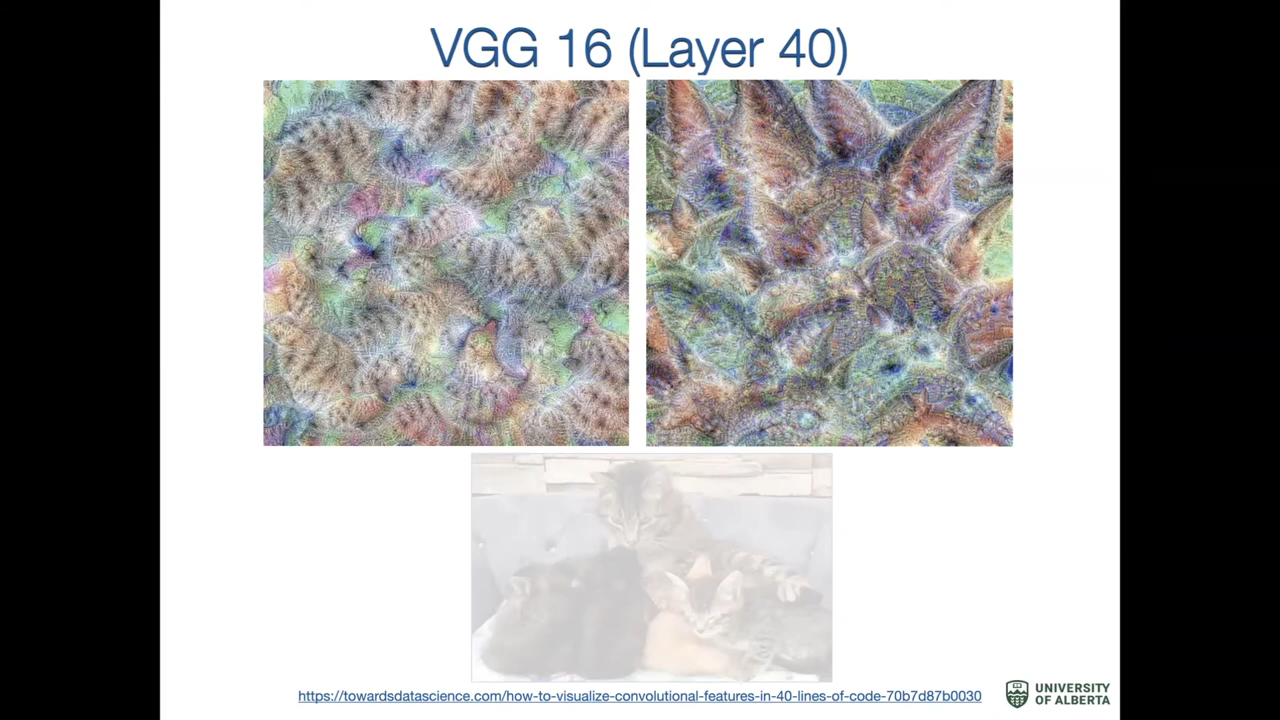 VGG 16 (Layer 40)
https://towardsdatascience.com/how-to-visualize-convolutional-features-in-40-lines-of-code-70b7d87b0030
UNIVERSITY
OF ALBERTA